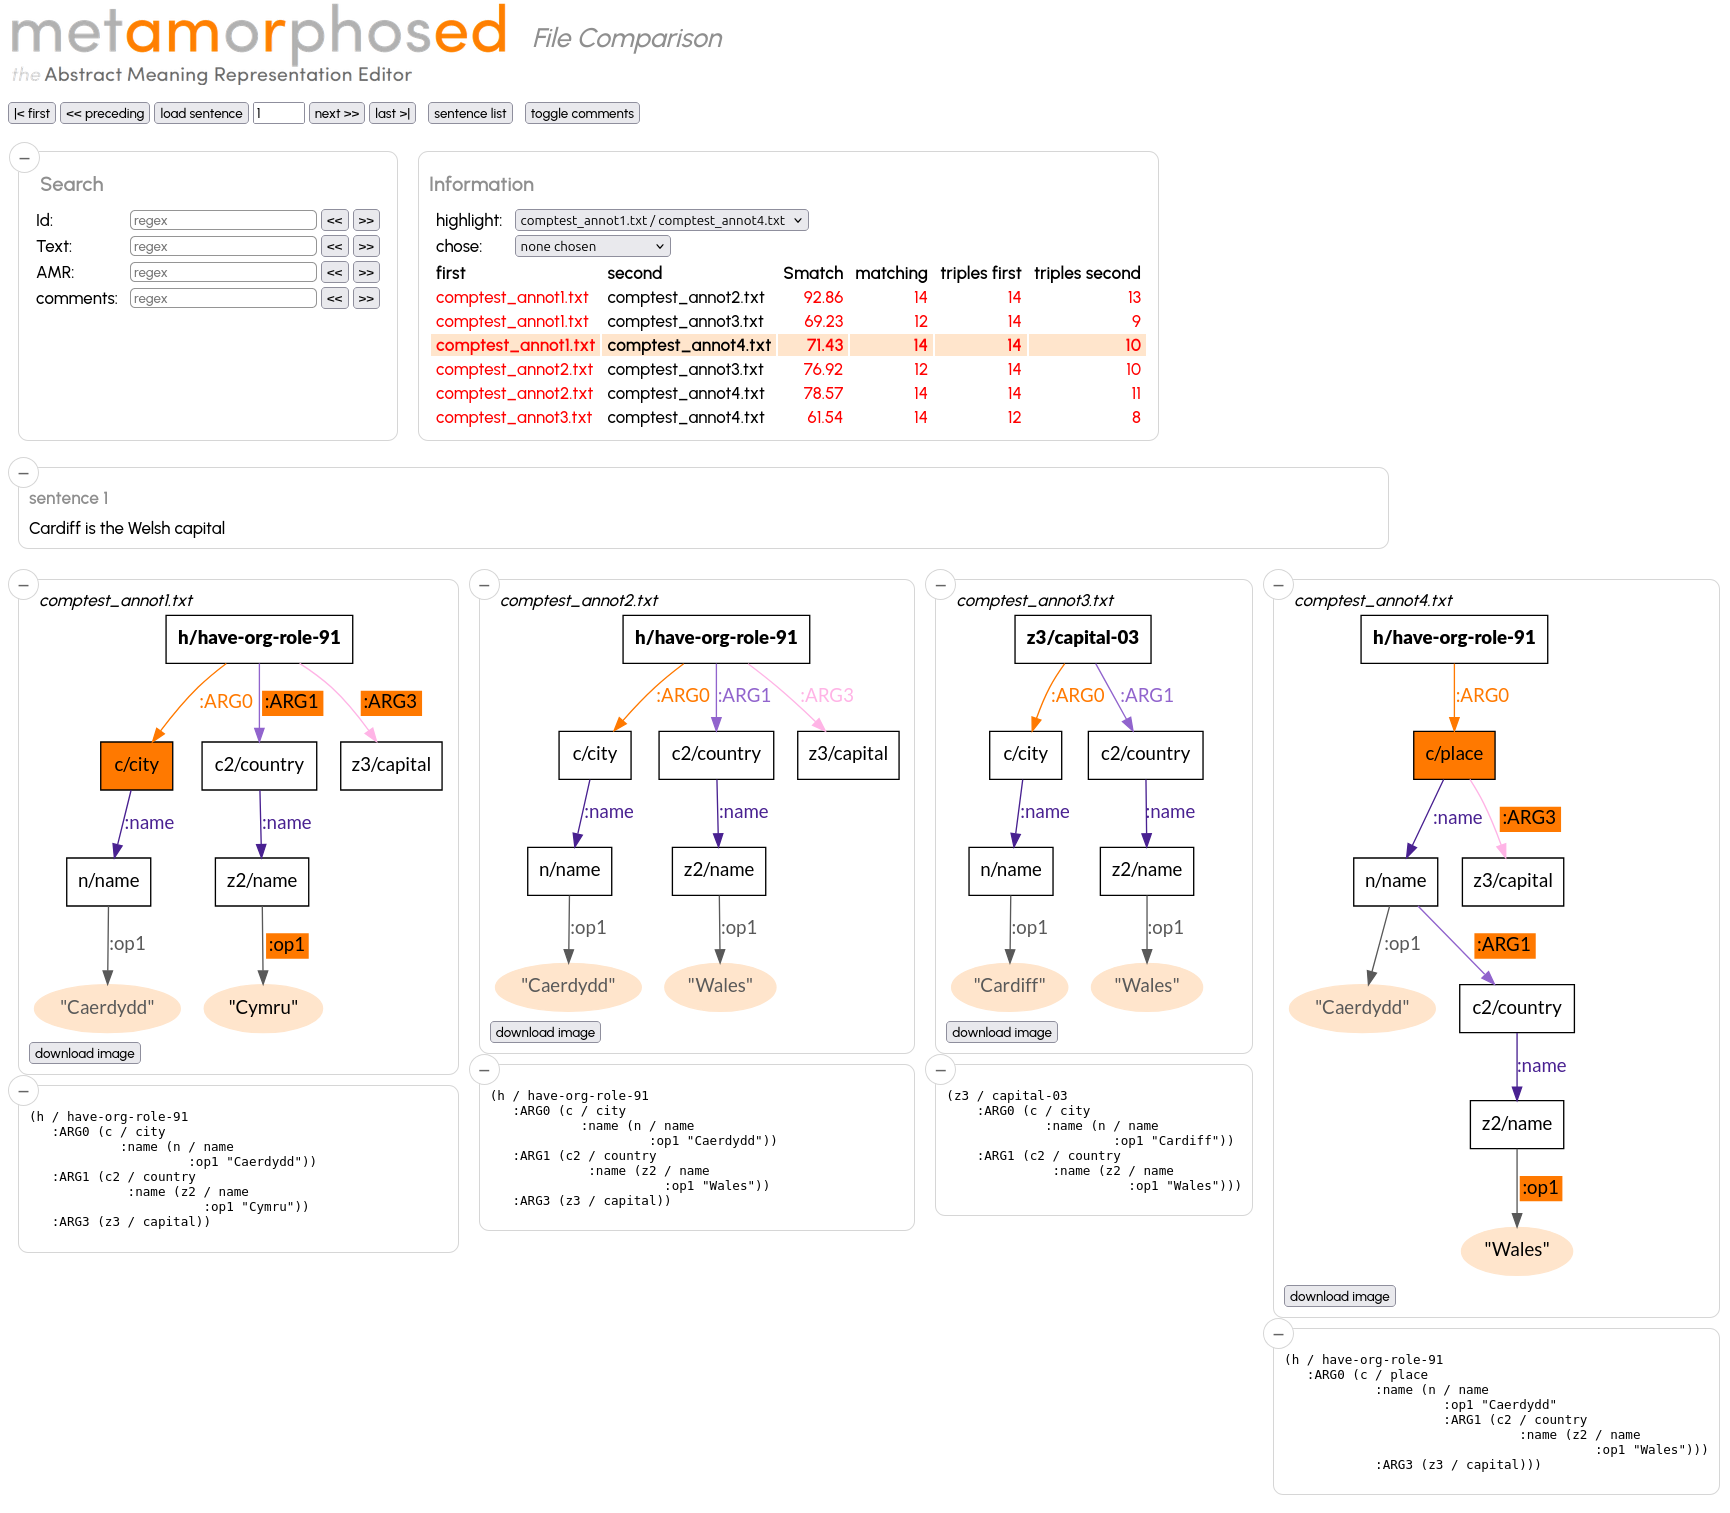 metamorphosed File Comparison
the Abstract Meaning Representation Editor
|< first << preceding load sentence 1 next >> last >| sentence list toggle comments
Search
Id: regex << >>
Text: regex << >>
AMR: regex << >>
comments: regex << >>
Information
highlight: comptest_annot1.txt / comptest_annot4.txt
chose: none chosen
first second Smatch matching triples first triples second
comptest_annot1.txt comptest_annot2.txt 92.86 14 14 13
comptest_annot1.txt comptest_annot3.txt 69.23 12 14 9
comptest_annot1.txt comptest_annot4.txt 71.43 14 14 10
comptest_annot2.txt comptest_annot3.txt 76.92 12 14 10
comptest_annot2.txt comptest_annot4.txt 78.57 14 14 11
comptest_annot3.txt comptest_annot4.txt 61.54 14 12 8
sentence 1
Cardiff is the Welsh capital
comptest_annot1.txt
h/have-org-role-91
:ARG0 :ARG1 :ARG3
c/city c2/country z3/capital
:name :name
n/name z2/name
:op1 :op1
"Caerdydd" "Cymru"
download image
(h / have-org-role-91
:ARG0 (c / city
:name (n / name
:op1 "Caerdydd"))
:ARG1 (c2 / country
:name (z2 / name
:op1 "Cymru"))
:ARG3 (z3 / capital))
comptest_annot2.txt
h/have-org-role-91
:ARG0 :ARG1 :ARG3
c/city c2/country z3/capital
:name :name
n/name z2/name
:op1 :op1
"Caerdydd" "Wales"
download image
(h / have-org-role-91
:ARG0 (c / city
:name (n / name
:op1 "Caerdydd"))
:ARG1 (c2 / country
:name (z2 / name
:op1 "Wales"))
:ARG3 (z3 / capital))
comptest_annot3.txt
z3/capital-03
:ARG0 :ARG1
c/city c2/country
:name :name
n/name z2/name
:op1 :op1
"Cardiff" "Wales"
download image
(z3 / capital-03
:ARG0 (c / city
:name (n / name
:op1 "Cardiff"))
:ARG1 (c2 / country
:name (z2 / name
:op1 "Wales")))
comptest_annot4.txt
h/have-org-role-91
:ARG0
c/place
:name :ARG3
n/name z3/capital
:op1 :ARG1
"Caerdydd" c2/country
:name
z2/name
:op1
"Wales"
download image
(h / have-org-role-91
:ARG0 (c / place
:name (n / name
:op1 "Caerdydd"
:ARG1 (c2 / country
:name (z2 / name
:op1 "Wales")))
:ARG3 (z3 / capital)))